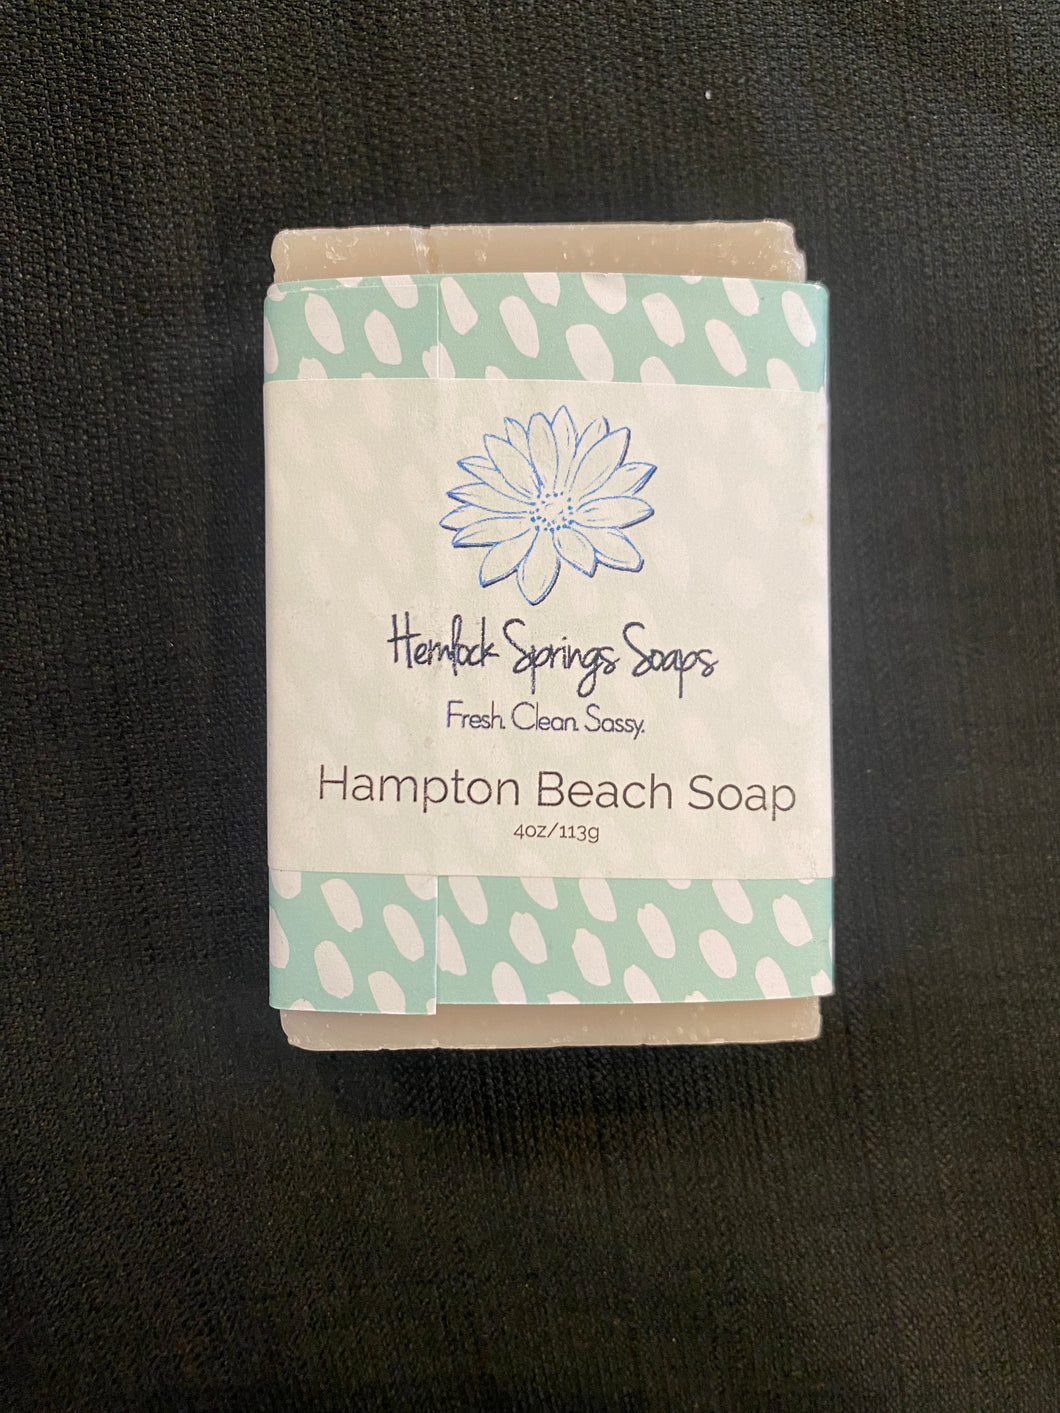 Hemlock Springs Soaps
Fresh. Clean. Sassy.
Hampton Beach Soap
4oz/113g